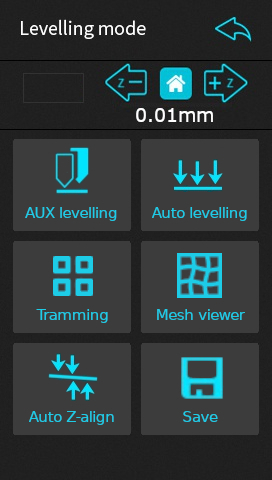 Levelling mode
Z− +Z
0.01mm
AUX levelling Auto levelling
Tramming Mesh viewer
Auto Z-align Save